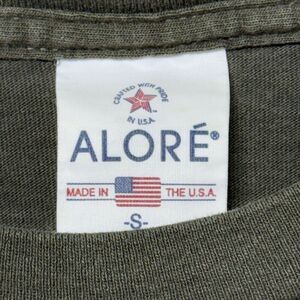 CRAFTED WITH PRIDE
IN U.S.A.
ALORÉ®
MADE IN THE U.S.A.
-S-